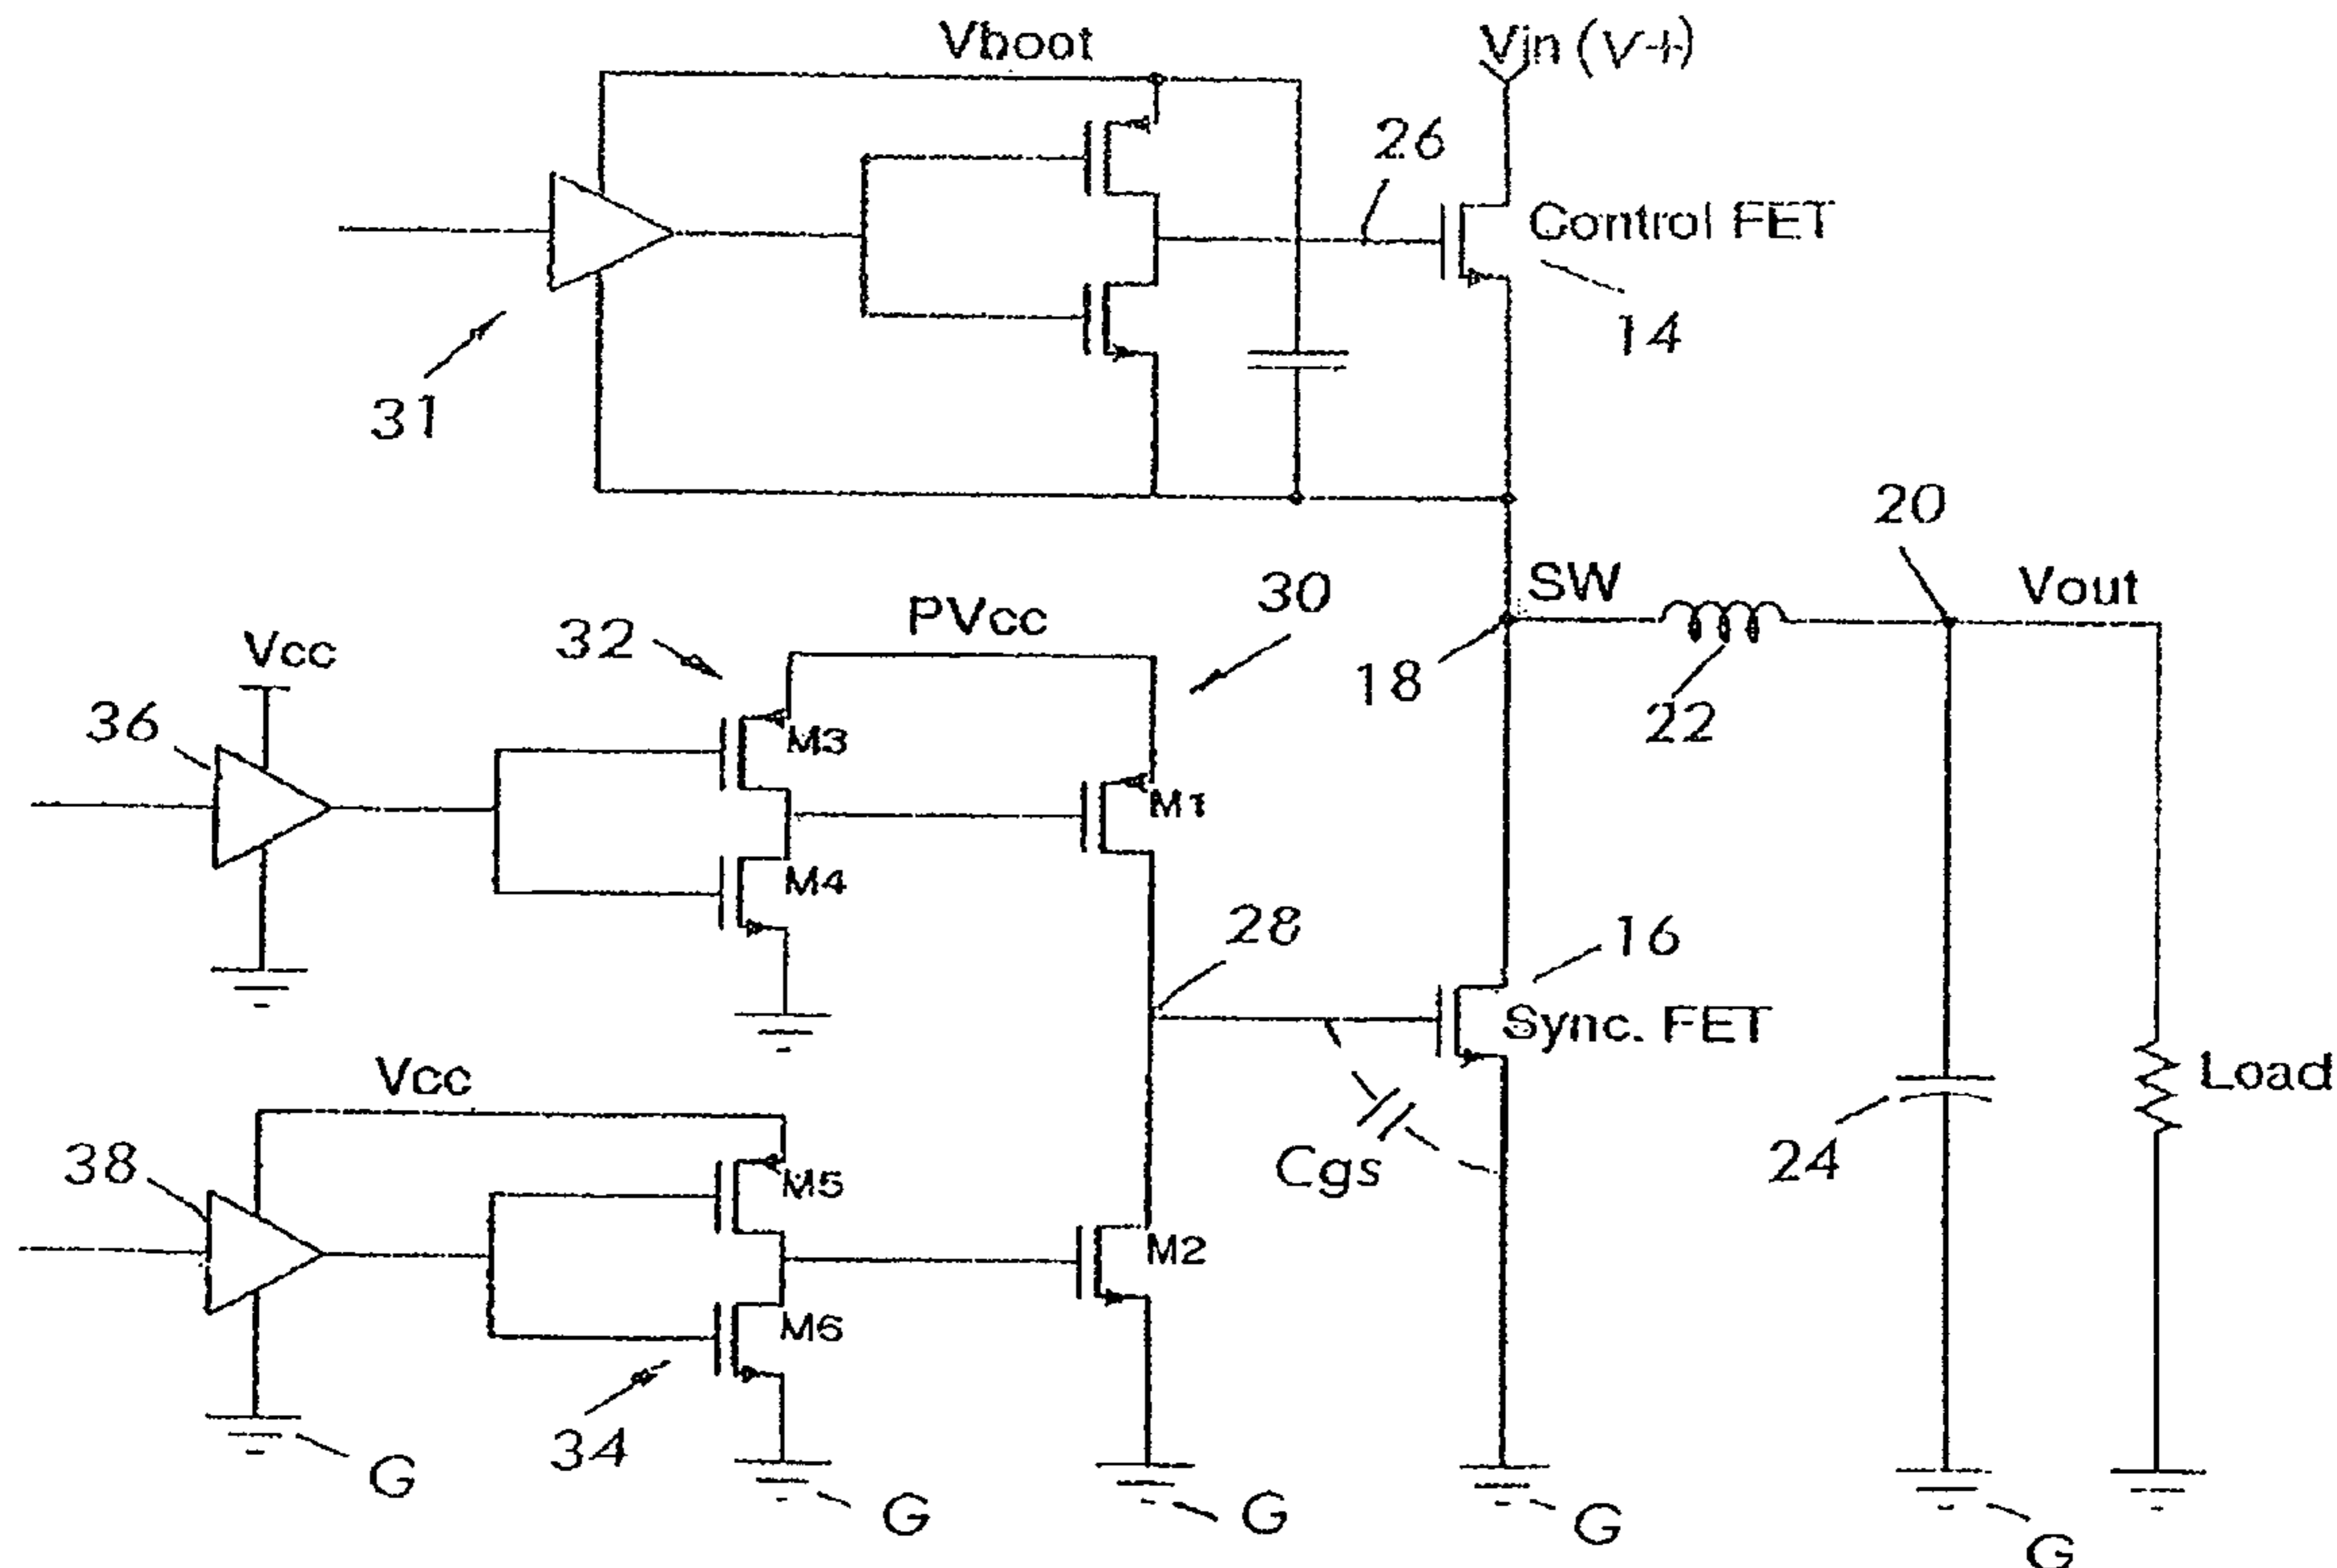 Vboot
Vin (V+)
26
Control FET
14
31
20
SW
Vout
30
PVcc
32
Vcc
18
22
36
M3
M1
M4
28
16
Sync. FET
Vcc
Load
38
Cgs
24
M5
M2
M6
34
G
G
G
G
G